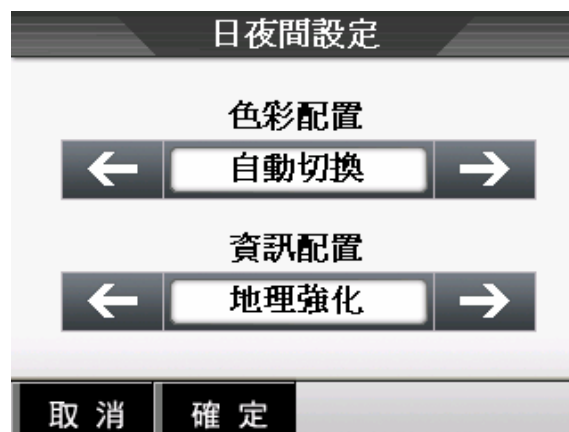 日夜間設定
色彩配置
自動切換
資訊配置
地理強化
取消 確定